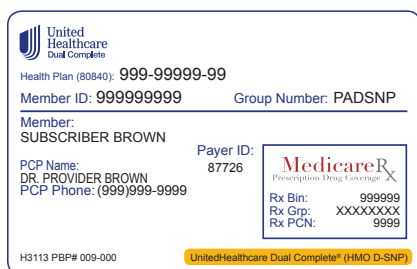 United
Healthcare
Dual Complete
Health Plan (80840): 999-99999-99
Member ID: 999999999 Group Number: PADSNP
Member:
SUBSCRIBER BROWN
Payer ID:
87726
PCP Name:
DR. PROVIDER BROWN
PCP Phone: (999)999-9999
MedicareRx
Prescription Drug Coverage
Rx Bin: 999999
Rx Grp: XXXXXXXX
Rx PCN: 9999
H3113 PBP# 009-000
UnitedHealthcare Dual Complete® (HMO D-SNP)